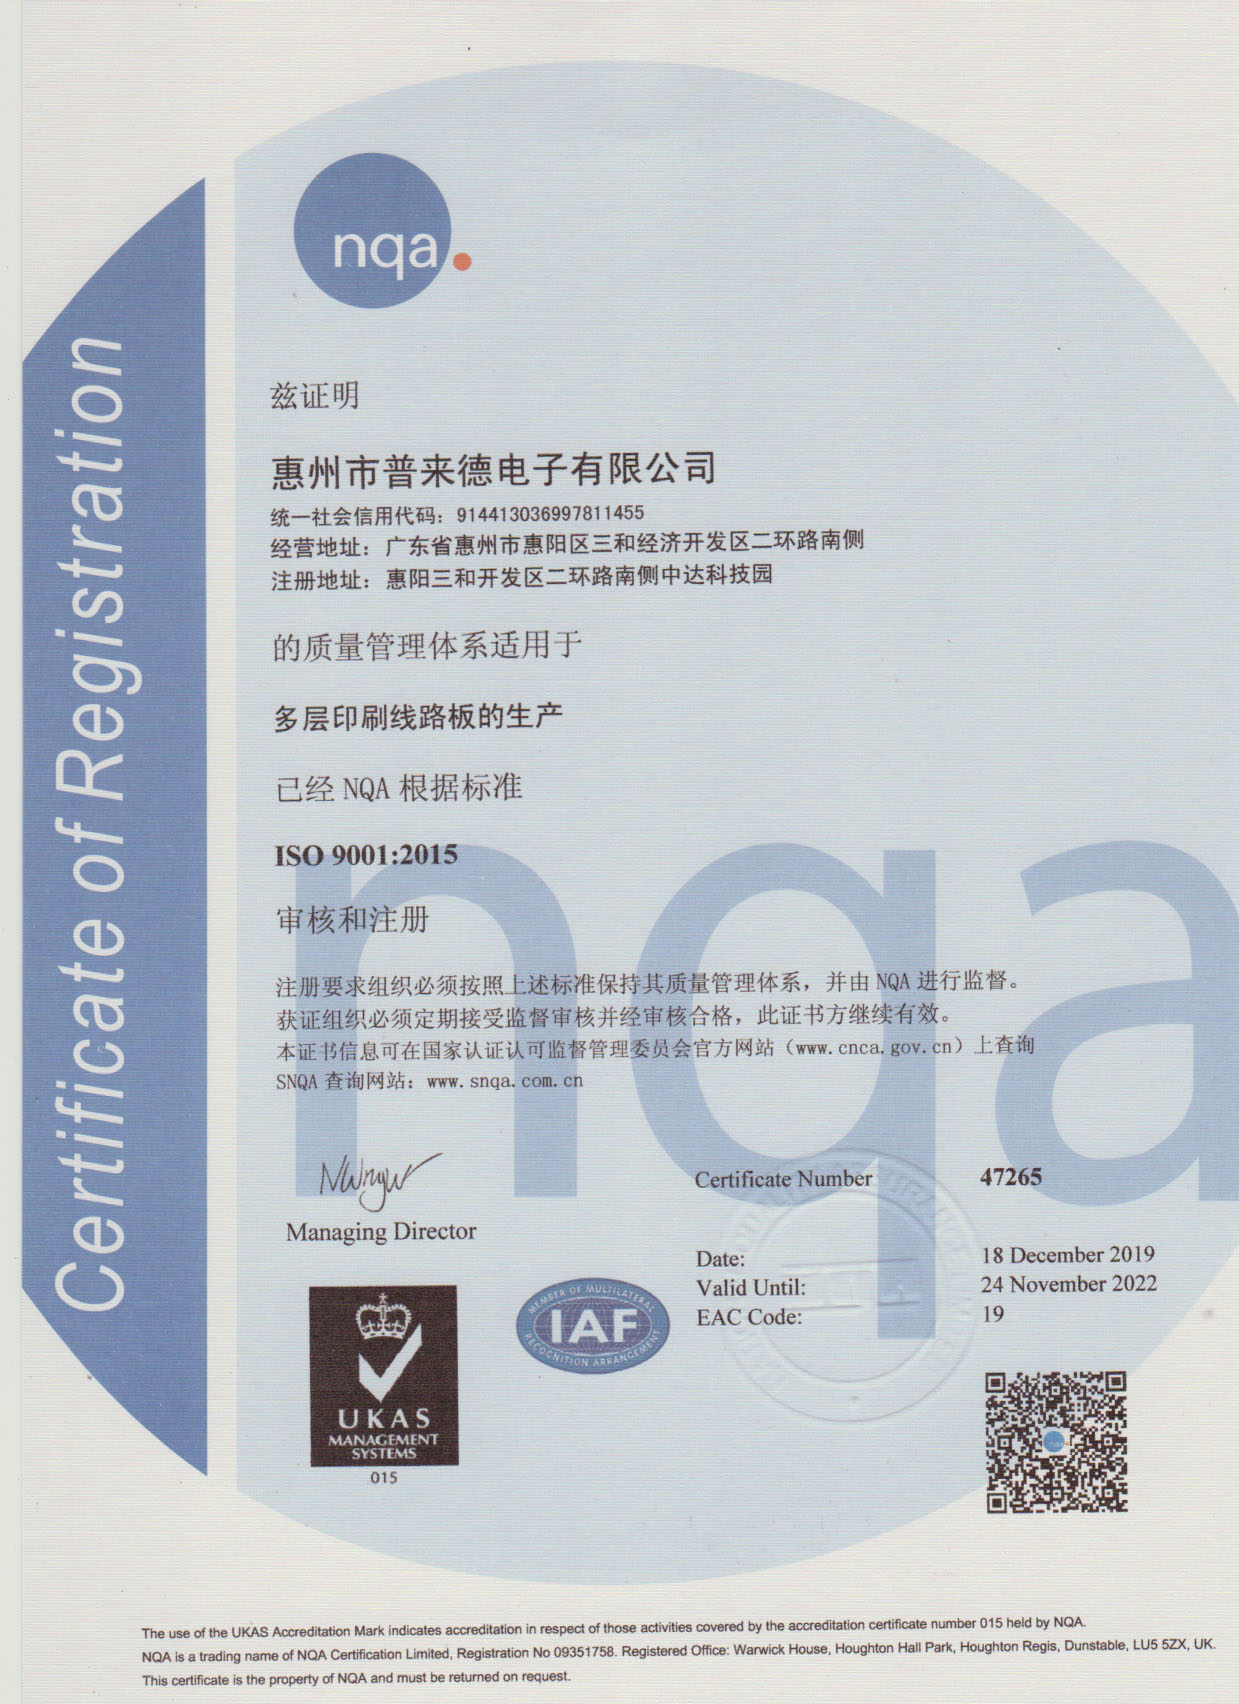 nqa.
Certificate of Registration
兹证明
惠州市普来德电子有限公司
统一社会信用代码：914413036997811455
经营地址：广东省惠州市惠阳区三和经济开发区二环路南侧
注册地址：惠阳三和开发区二环路南侧中达科技园
的质量管理体系适用于
多层印刷线路板的生产
已经 NQA 根据标准
ISO 9001:2015
审核和注册
注册要求组织必须按照上述标准保持其质量管理体系，并由 NQA 进行监督。
获证组织必须定期接受监督审核并经审核合格，此证书方继续有效。
本证书信息可在国家认证认可监督管理委员会官方网站（www.cnca.gov.cn）上查询
SNQA 查询网站：www.snqa.com.cn
nqa
Managing Director
Certificate Number 47265
Date: 18 December 2019
Valid Until: 24 November 2022
EAC Code: 19
UKAS
MANAGEMENT
SYSTEMS
015
MEMBER OF MULTILATERAL
IAF
RECOGNITION ARRANGEMENT
The use of the UKAS Accreditation Mark indicates accreditation in respect of those activities covered by the accreditation certificate number 015 held by NQA.
NQA is a trading name of NQA Certification Limited, Registration No 09351758. Registered Office: Warwick House, Houghton Hall Park, Houghton Regis, Dunstable, LU5 5ZX, UK.
This certificate is the property of NQA and must be returned on request.